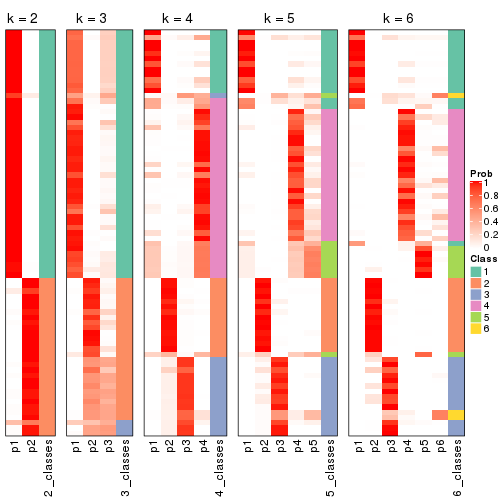 k = 2
k = 3
k = 4
k = 5
k = 6
p1
p2
2_classes
p1
p2
p3
3_classes
p1
p2
p3
p4
4_classes
p1
p2
p3
p4
p5
5_classes
p1
p2
p3
p4
p5
p6
6_classes
Prob
1
0.8
0.6
0.4
0.2
0
Class
1
2
3
4
5
6